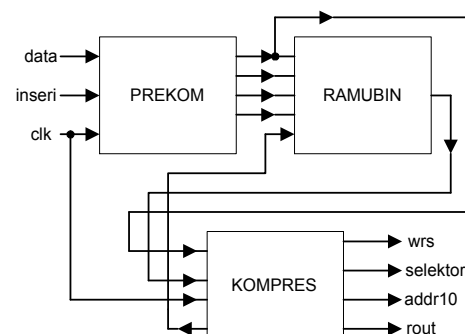 data
inseri
clk
PREKOM
RAMUBIN
KOMPRES
wrs
selektor
addr10
rout